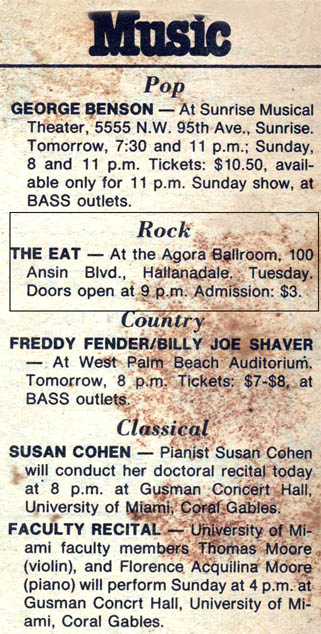 Music
Pop
GEORGE BENSON — At Sunrise Musical
Theater, 5555 N.W. 95th Ave., Sunrise.
Tomorrow, 7:30 and 11 p.m.; Sunday,
8 and 11 p.m. Tickets: $10.50, avail-
able only for 11 p.m. Sunday show, at
BASS outlets.
Rock
THE EAT — At the Agora Ballroom, 100
Ansin Blvd., Hallanadale. Tuesday.
Doors open at 9 p.m. Admission: $3.
Country
FREDDY FENDER/BILLY JOE SHAVER
— At West Palm Beach Auditorium.
Tomorrow, 8 p.m. Tickets: $7-$8, at
BASS outlets.
Classical
SUSAN COHEN — Pianist Susan Cohen
will conduct her doctoral recital today
at 8 p.m. at Gusman Concert Hall,
University of Miami, Coral Gables.
FACULTY RECITAL — University of Mi-
ami faculty members Thomas Moore
(violin), and Florence Acquilina Moore
(piano) will perform Sunday at 4 p.m. at
Gusman Concrt Hall, University of Mi-
ami, Coral Gables.